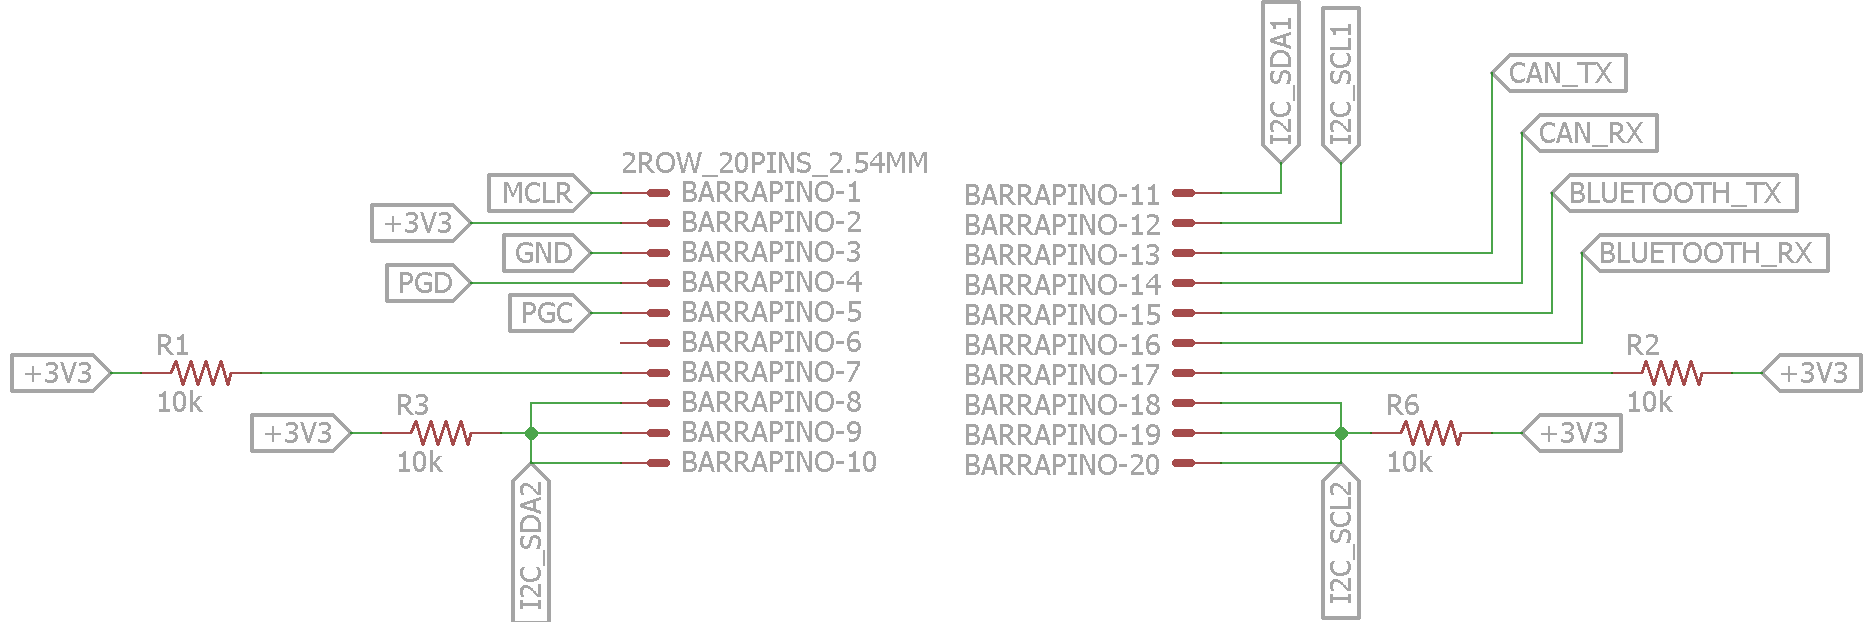 2ROW_20PINS_2.54MM
MCLR
BARRAPINO-1
+3V3
BARRAPINO-2
GND
BARRAPINO-3
PGD
BARRAPINO-4
PGC
BARRAPINO-5
BARRAPINO-6
+3V3
R1
10k
BARRAPINO-7
BARRAPINO-8
+3V3
R3
10k
BARRAPINO-9
BARRAPINO-10
I2C_SDA2
I2C_SDA1
I2C_SCL1
CAN_TX
CAN_RX
BLUETOOTH_TX
BLUETOOTH_RX
BARRAPINO-11
BARRAPINO-12
BARRAPINO-13
BARRAPINO-14
BARRAPINO-15
BARRAPINO-16
BARRAPINO-17
R2
10k
+3V3
BARRAPINO-18
BARRAPINO-19
R6
10k
+3V3
BARRAPINO-20
I2C_SCL2